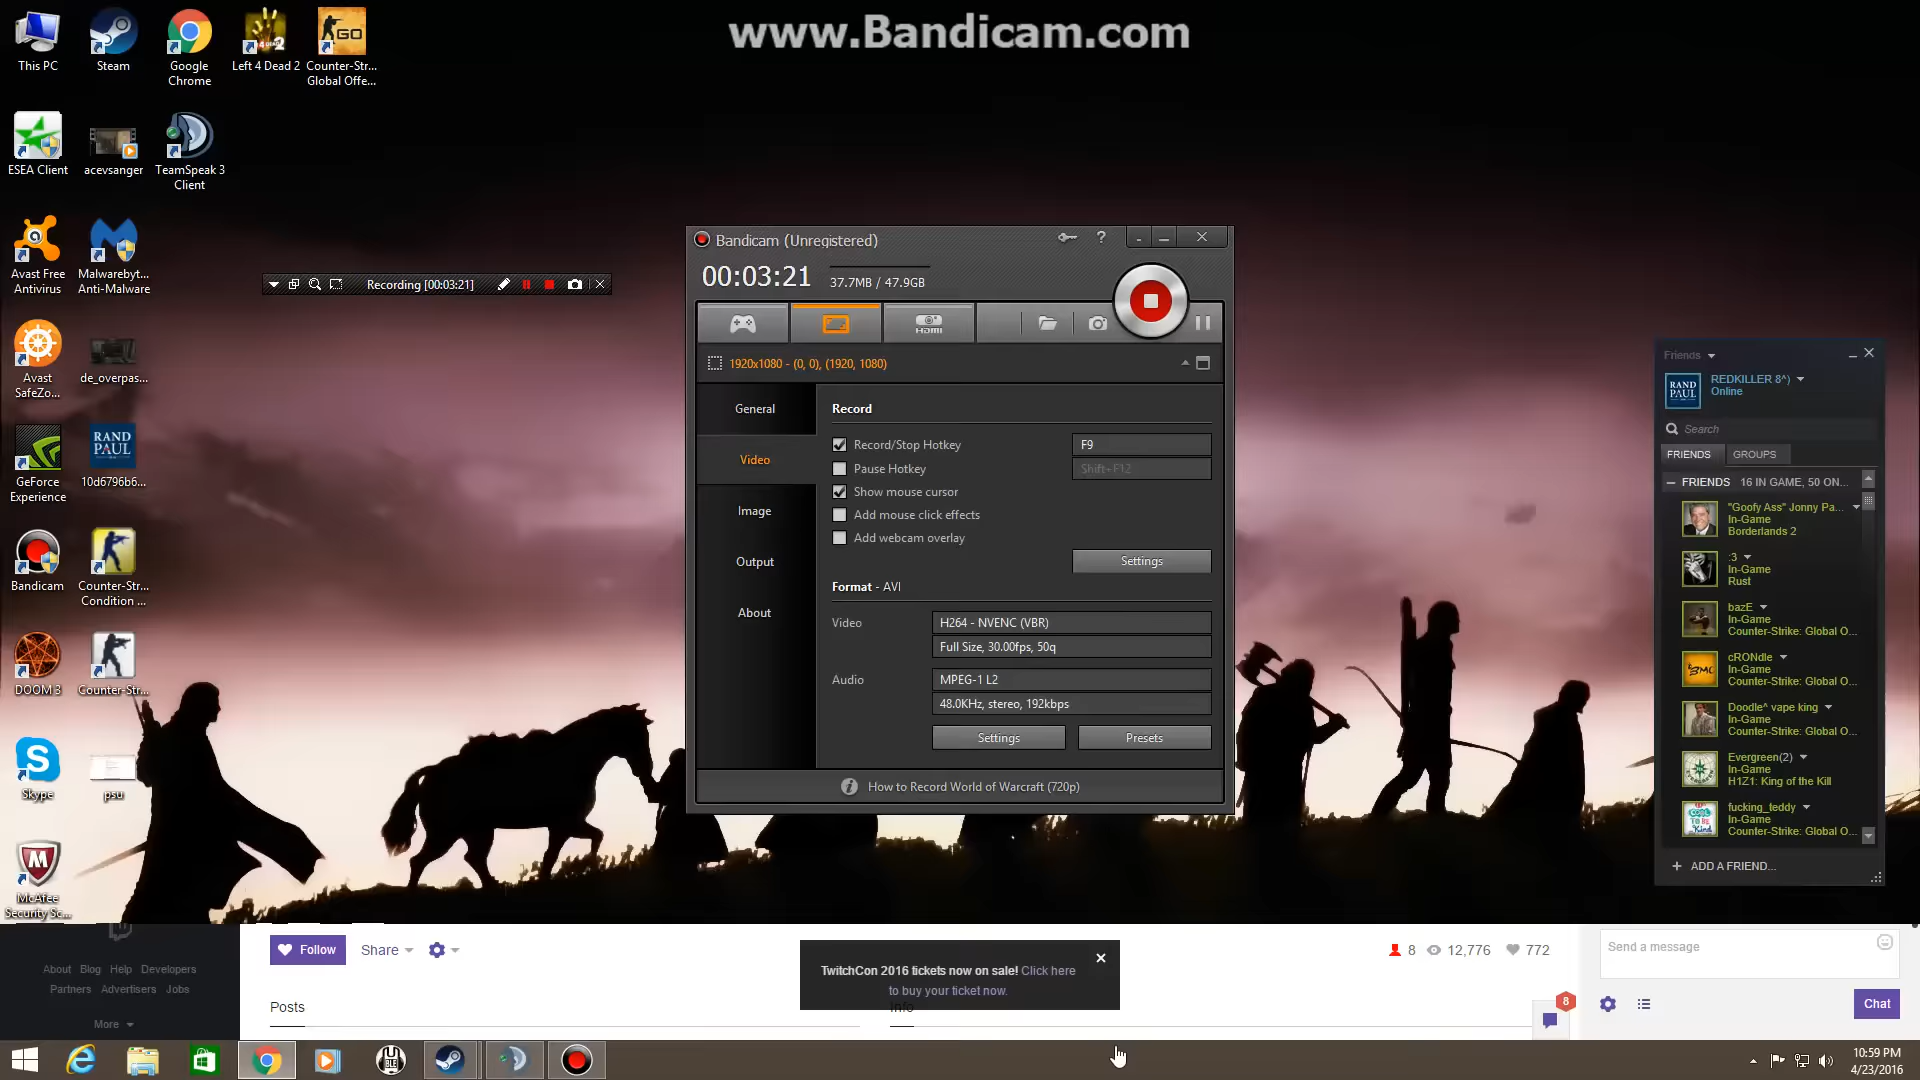 www.Bandicam.com
This PC
Steam
Google
Chrome
Left 4 Dead 2
Counter-Str...
Global Offe...
GO
ESEA Client
acevsanger
TeamSpeak 3
Client
Avast Free
Antivirus
Malwarebyt...
Anti-Malware
Avast
SafeZo...
de_overpas...
GeForce
Experience
RAND
PAUL
10d6796b6...
Bandicam
Counter-Str...
Condition ...
DOOM 3
Counter-Str...
Skype
psu
McAfee
Security Sc...
Recording [00:03:21]
Bandicam (Unregistered)
?
00:03:21
37.7MB / 47.9GB
HDMI
1920x1080 - (0, 0), (1920, 1080)
General
Video
Image
Output
About
Record
Record/Stop Hotkey
F9
Pause Hotkey
Shift+F12
Show mouse cursor
Add mouse click effects
Add webcam overlay
Settings
Format - AVI
Video
H264 - NVENC (VBR)
Full Size, 30.00fps, 50q
Audio
MPEG-1 L2
48.0KHz, stereo, 192kbps
Settings
Presets
How to Record World of Warcraft (720p)
Friends
RAND
PAUL
REDKILLER 8^)
Online
Search
FRIENDS
GROUPS
FRIENDS 16 IN GAME, 50 ON...
"Goofy Ass" Jonny Pa...
In-Game
Borderlands 2
:3
In-Game
Rust
bazE
In-Game
Counter-Strike: Global O...
cRONdle
In-Game
Counter-Strike: Global O...
Doodle^ vape king
In-Game
Counter-Strike: Global O...
Evergreen(2)
In-Game
H1Z1: King of the Kill
fucking_teddy
In-Game
Counter-Strike: Global O...
+ ADD A FRIEND...
About Blog Help Developers
Partners Advertisers Jobs
More
Follow
Share
TwitchCon 2016 tickets now on sale! Click here
to buy your ticket now.
8
12,776
772
Posts
Info
8
Send a message
Chat
10:59 PM
4/23/2016